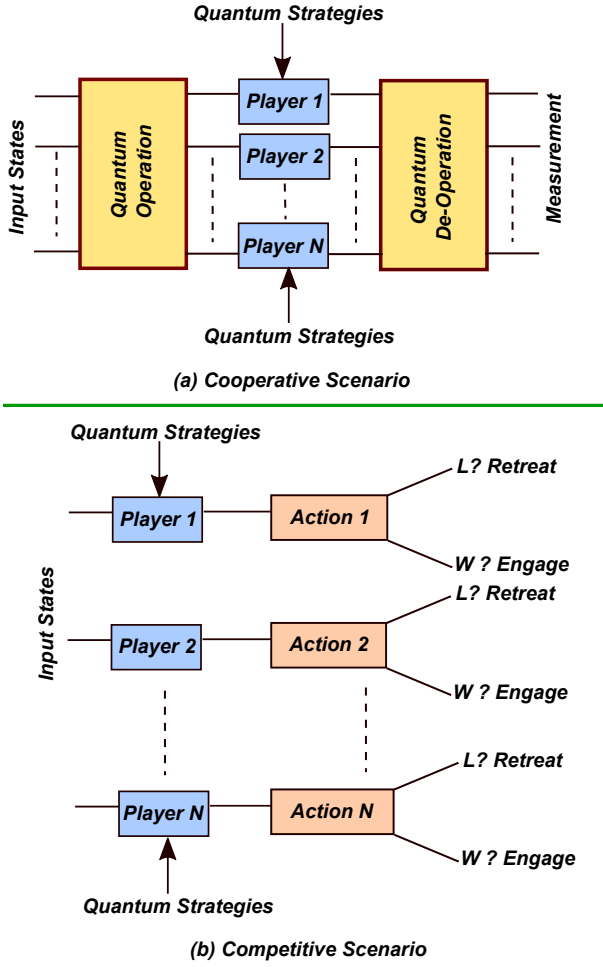 Quantum Strategies
Input States
Quantum
Operation
Player 1
Player 2
Player N
Quantum
De-Operation
Measurement
Quantum Strategies
(a) Cooperative Scenario
Quantum Strategies
Input States
Player 1
Action 1
L? Retreat
W ? Engage
Player 2
Action 2
L? Retreat
W ? Engage
Player N
Action N
L? Retreat
W ? Engage
Quantum Strategies
(b) Competitive Scenario